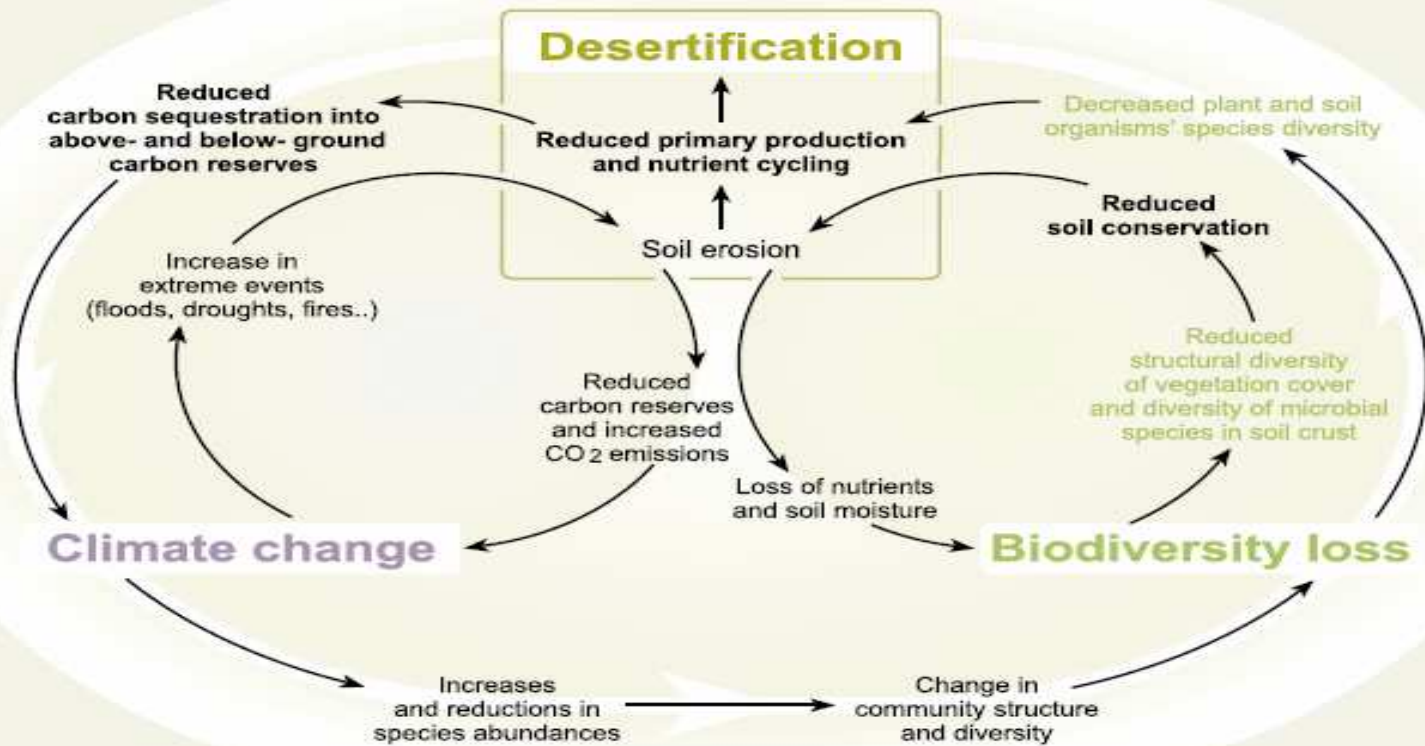 Desertification
Reduced
carbon sequestration into
above- and below- ground
carbon reserves
Reduced primary production
and nutrient cycling
Decreased plant and soil
organisms' species diversity
Reduced
soil conservation
Soil erosion
Increase in
extreme events
(floods, droughts, fires..)
Reduced
structural diversity
of vegetation cover
and diversity of microbial
species in soil crust
Reduced
carbon reserves
and increased
CO2 emissions
Loss of nutrients
and soil moisture
Climate change
Biodiversity loss
Increases
and reductions in
species abundances
Change in
community structure
and diversity